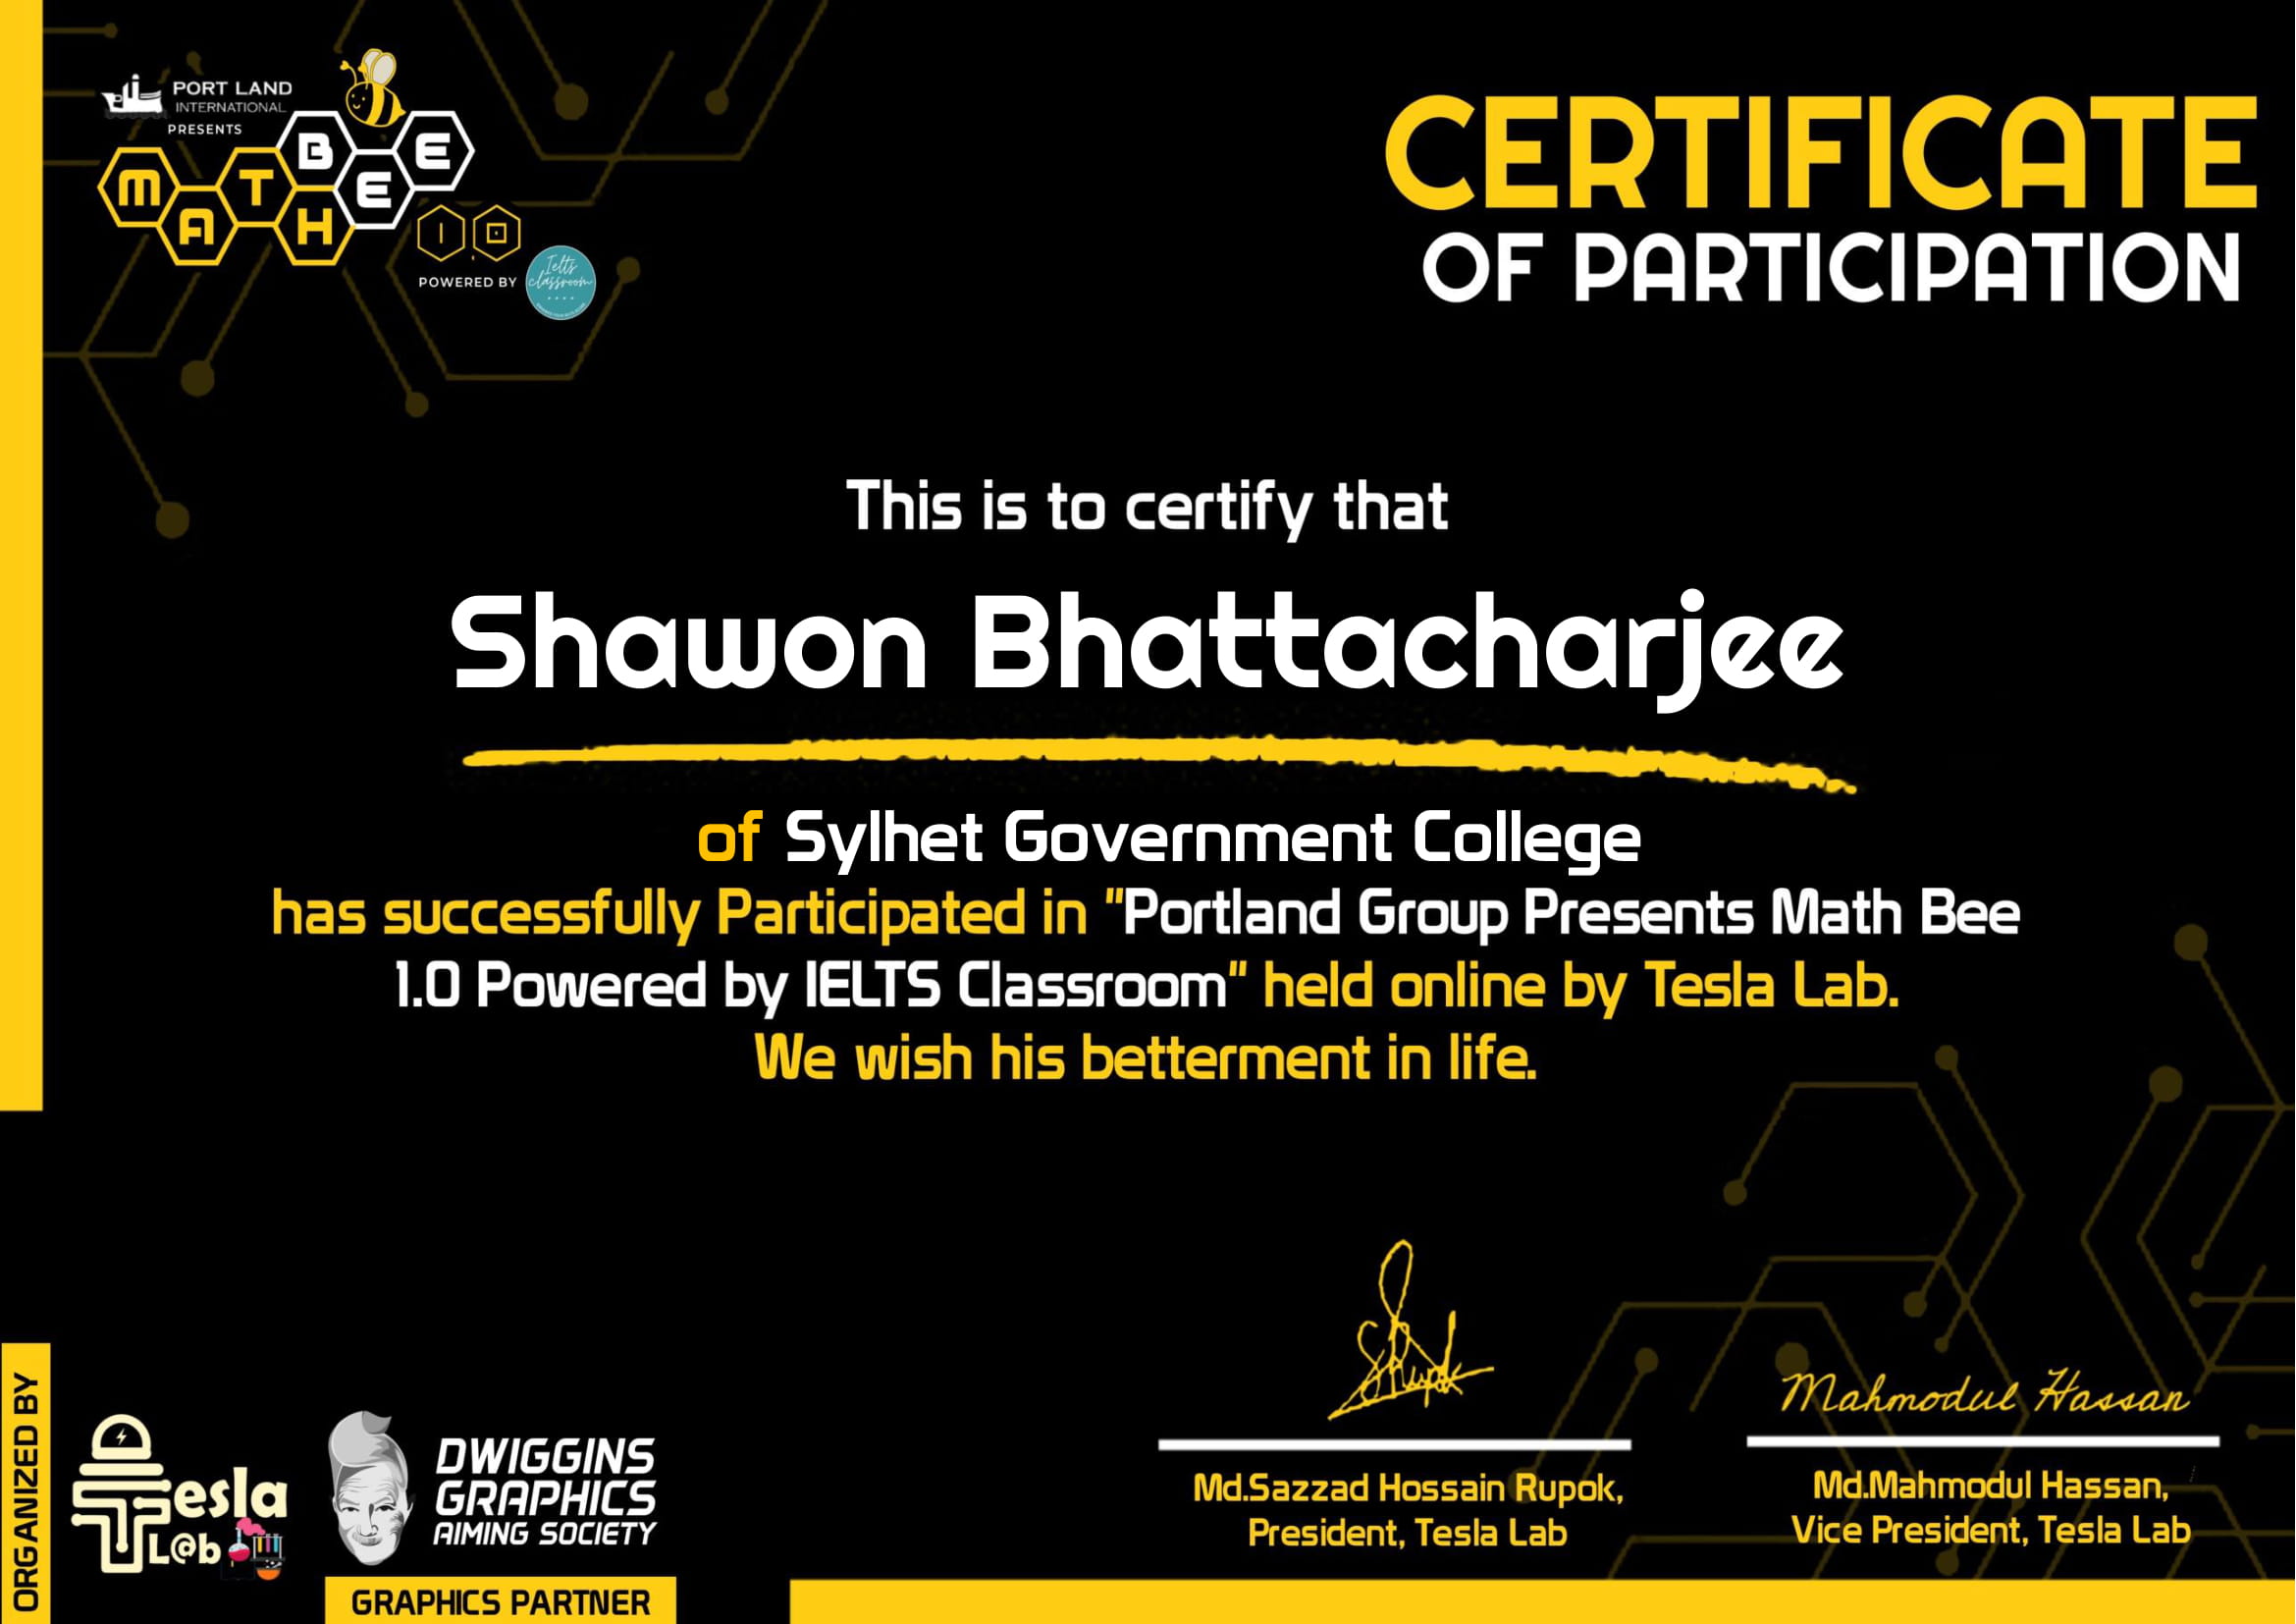 PORT LAND
INTERNATIONAL
PRESENTS
MATH BEE
1.0
POWERED BY
Ielts
classroom
CERTIFICATE
OF PARTICIPATION
This is to certify that
Shawon Bhattacharjee
of Sylhet Government College
has successfully Participated in "Portland Group Presents Math Bee
1.0 Powered by IELTS Classroom" held online by Tesla Lab.
We wish his betterment in life.
ORGANIZED BY
Tesla
L@b
DWIGGINS
GRAPHICS
AIMING SOCIETY
GRAPHICS PARTNER
Md.Sazzad Hossain Rupok,
President, Tesla Lab
Mahmodul Hassan
Md.Mahmodul Hassan,
Vice President, Tesla Lab